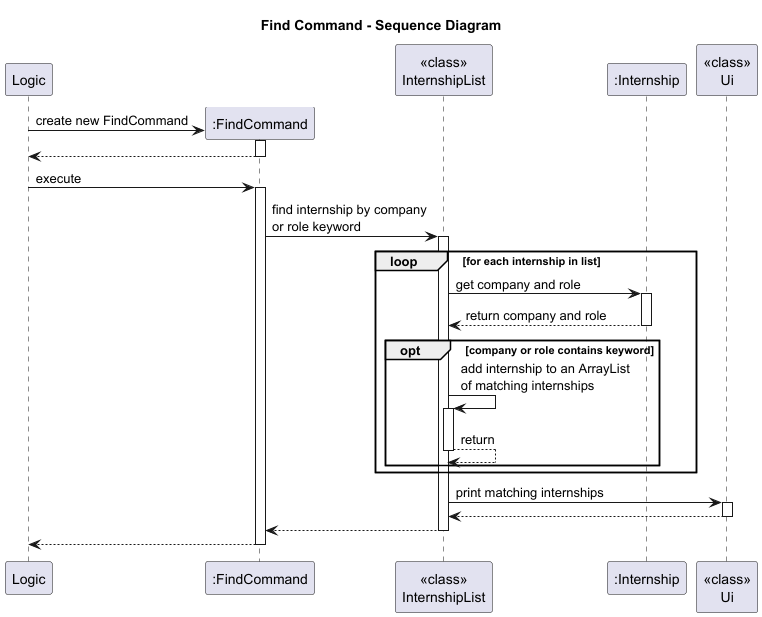 Find Command - Sequence Diagram
Logic
:FindCommand
«class»
InternshipList
:Internship
«class»
Ui
create new FindCommand
execute
find internship by company
or role keyword
loop
[for each internship in list]
get company and role
return company and role
opt
[company or role contains keyword]
add internship to an ArrayList
of matching internships
return
print matching internships
Logic
:FindCommand
«class»
InternshipList
:Internship
«class»
Ui